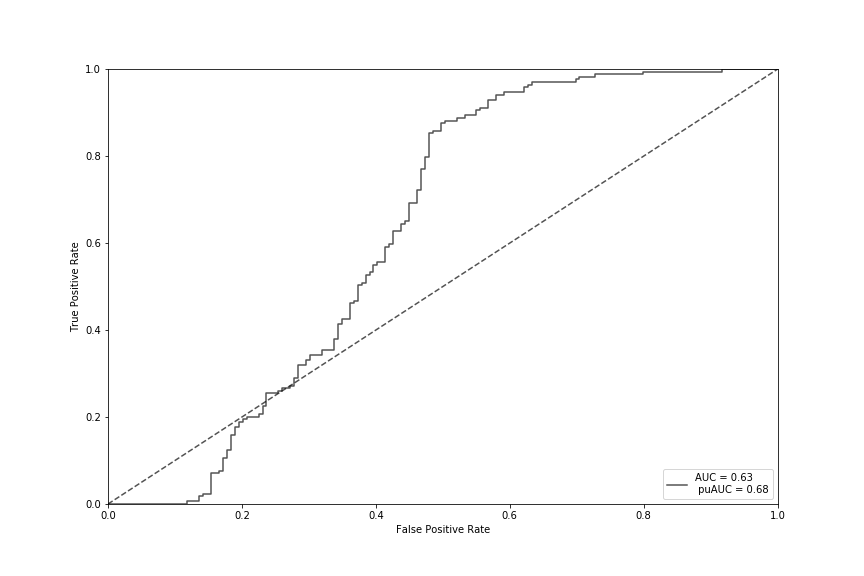 1.0
0.8
0.6
0.4
0.2
0.0
True Positive Rate
0.0 0.2 0.4 0.6 0.8 1.0
False Positive Rate
AUC = 0.63
puAUC = 0.68